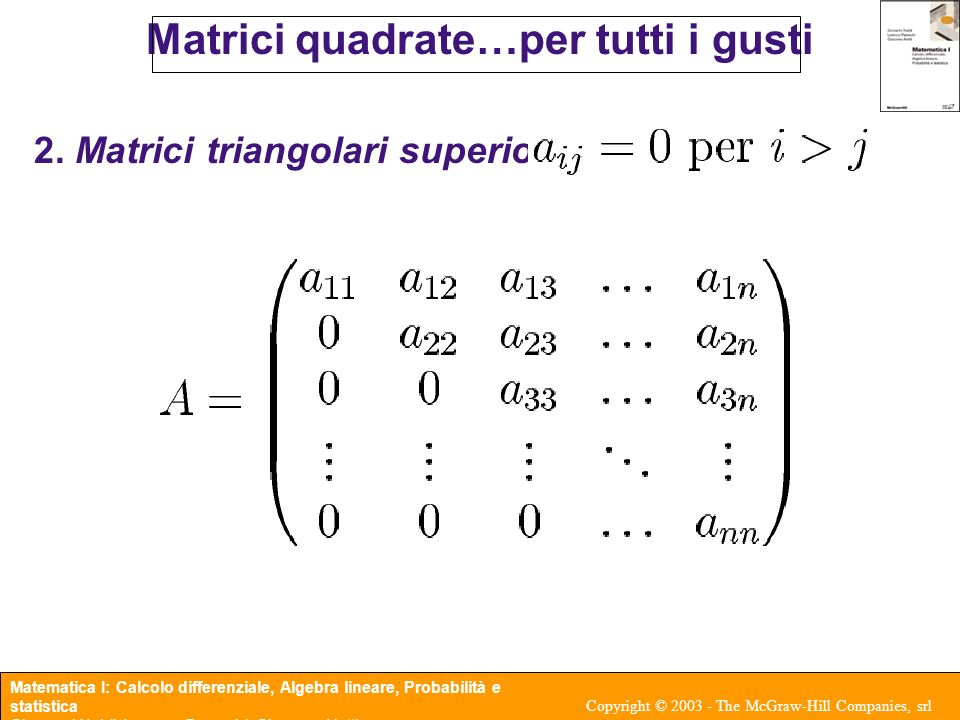 Matrici quadrate…per tutti i gusti
2. Matrici triangolari superio
a_{ij} = 0 per i > j
A =
a_{11} a_{12} a_{13} … a_{1n}
0 a_{22} a_{23} … a_{2n}
0 0 a_{33} … a_{3n}
⋮ ⋮ ⋮ ⋱ ⋮
0 0 0 … a_{nn}
Matematica I
Matematica I: Calcolo differenziale, Algebra lineare, Probabilità e
statistica
Copyright © 2003 - The McGraw-Hill Companies, srl